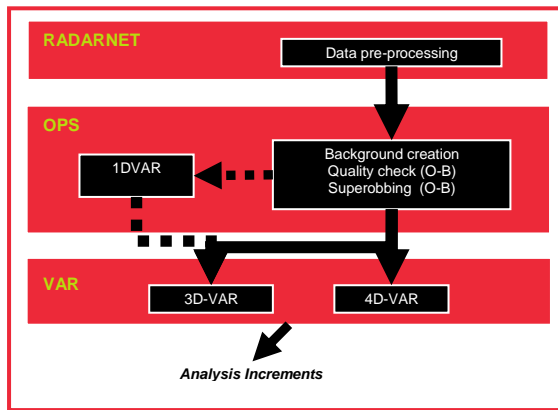 RADARNET
Data pre-processing
OPS
Background creation
Quality check (O-B)
Superobbing (O-B)
1DVAR
VAR
3D-VAR
4D-VAR
Analysis Increments